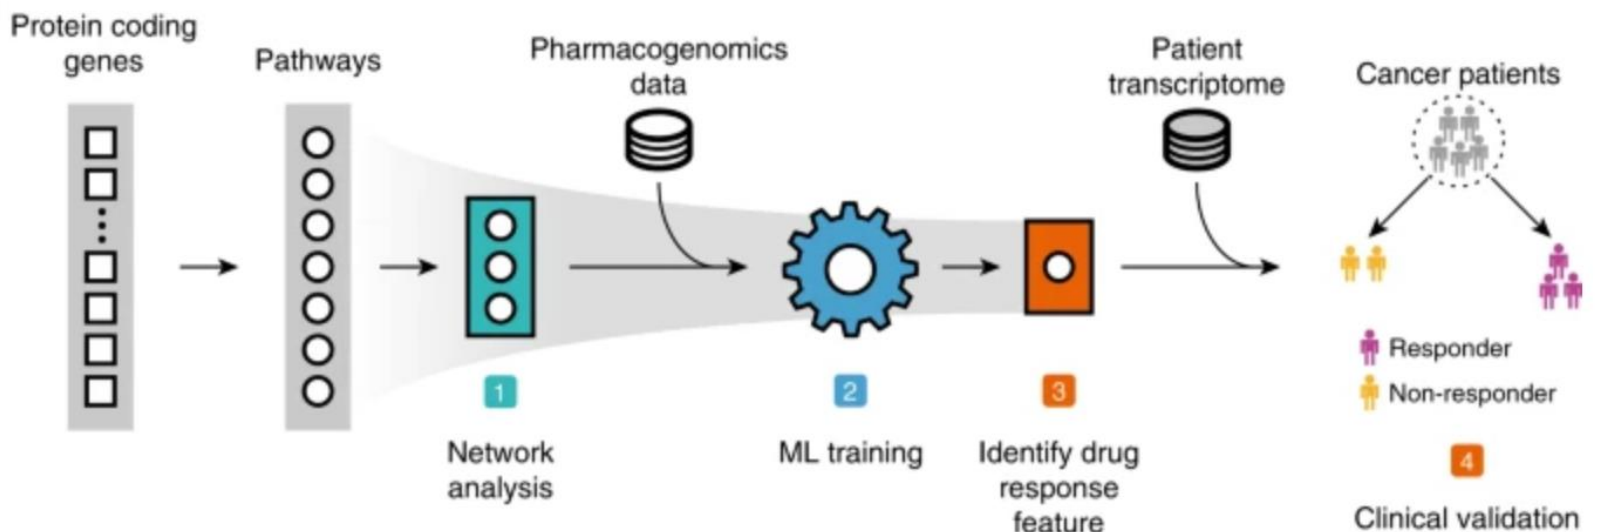 Protein coding
genes
Pathways
Pharmacogenomics
data
Patient
transcriptome
Cancer patients
Responder
Non-responder
1
Network
analysis
2
ML training
3
Identify drug
response
feature
4
Clinical validation